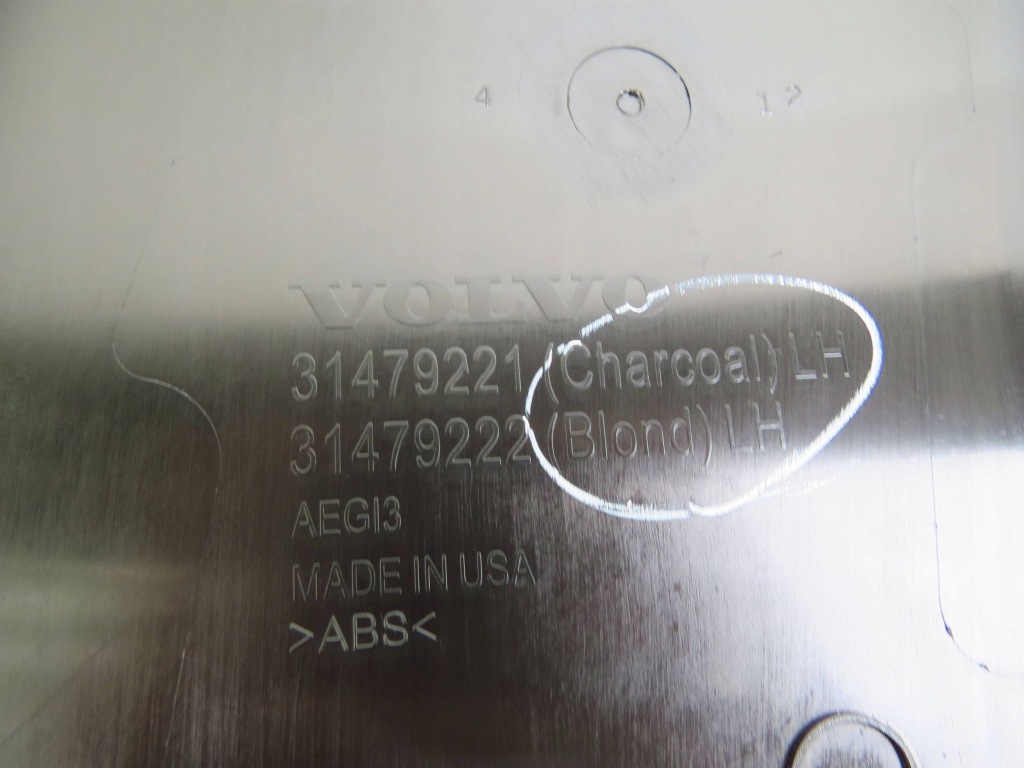 4 12
VOLVO
31479221 (Charcoal) LH
31479222 (Blond) LH
AEGI3
MADE IN USA
>ABS<